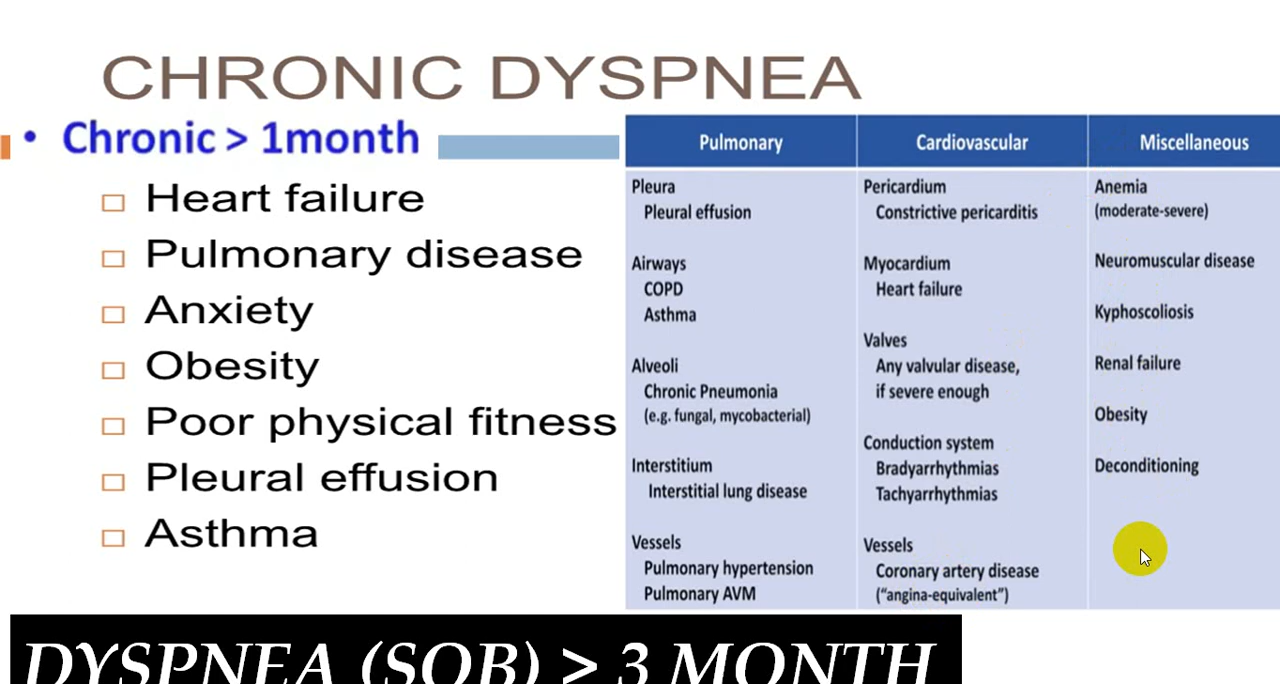 CHRONIC DYSPNEA
• Chronic > 1month
Heart failure
Pulmonary disease
Anxiety
Obesity
Poor physical fitness
Pleural effusion
Asthma
Pulmonary
Pleura
Pleural effusion
Airways
COPD
Asthma
Alveoli
Chronic Pneumonia
(e.g. fungal, mycobacterial)
Interstitium
Interstitial lung disease
Vessels
Pulmonary hypertension
Pulmonary AVM
Cardiovascular
Pericardium
Constrictive pericarditis
Myocardium
Heart failure
Valves
Any valvular disease,
if severe enough
Conduction system
Bradyarrhythmias
Tachyarrhythmias
Vessels
Coronary artery disease
("angina-equivalent")
Miscellaneous
Anemia
(moderate-severe)
Neuromuscular disease
Kyphoscoliosis
Renal failure
Obesity
Deconditioning
DYSPNEA (SOB) > 3 MONTH